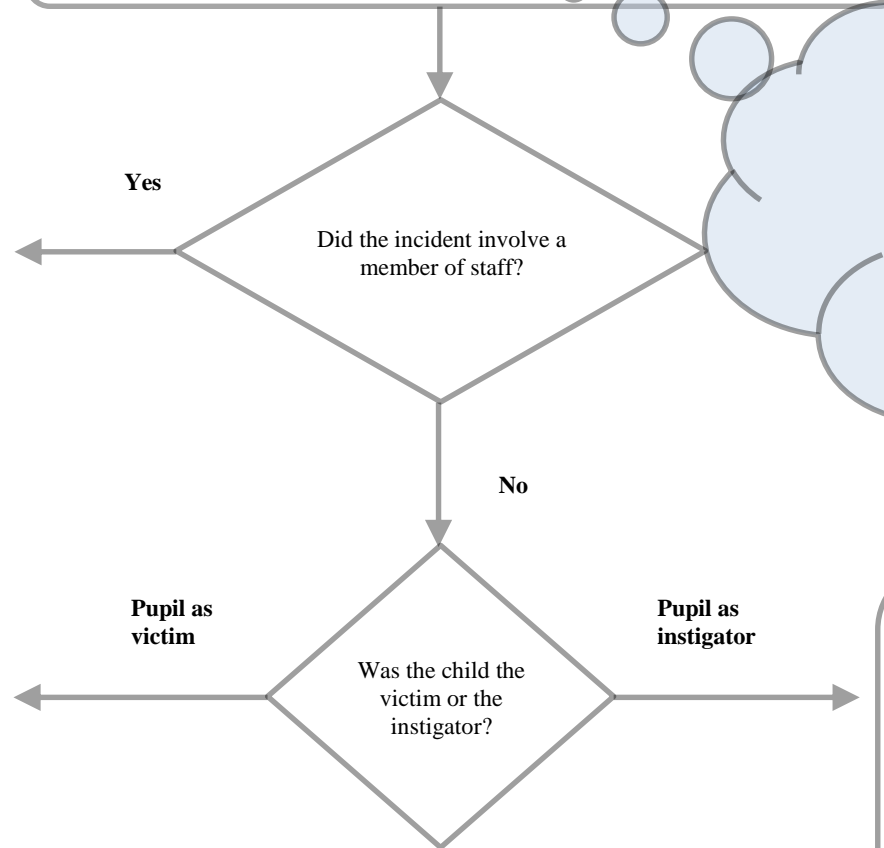 Yes
Did the incident involve a
member of staff?
No
Pupil as
victim
Pupil as
instigator
Was the child the
victim or the
instigator?